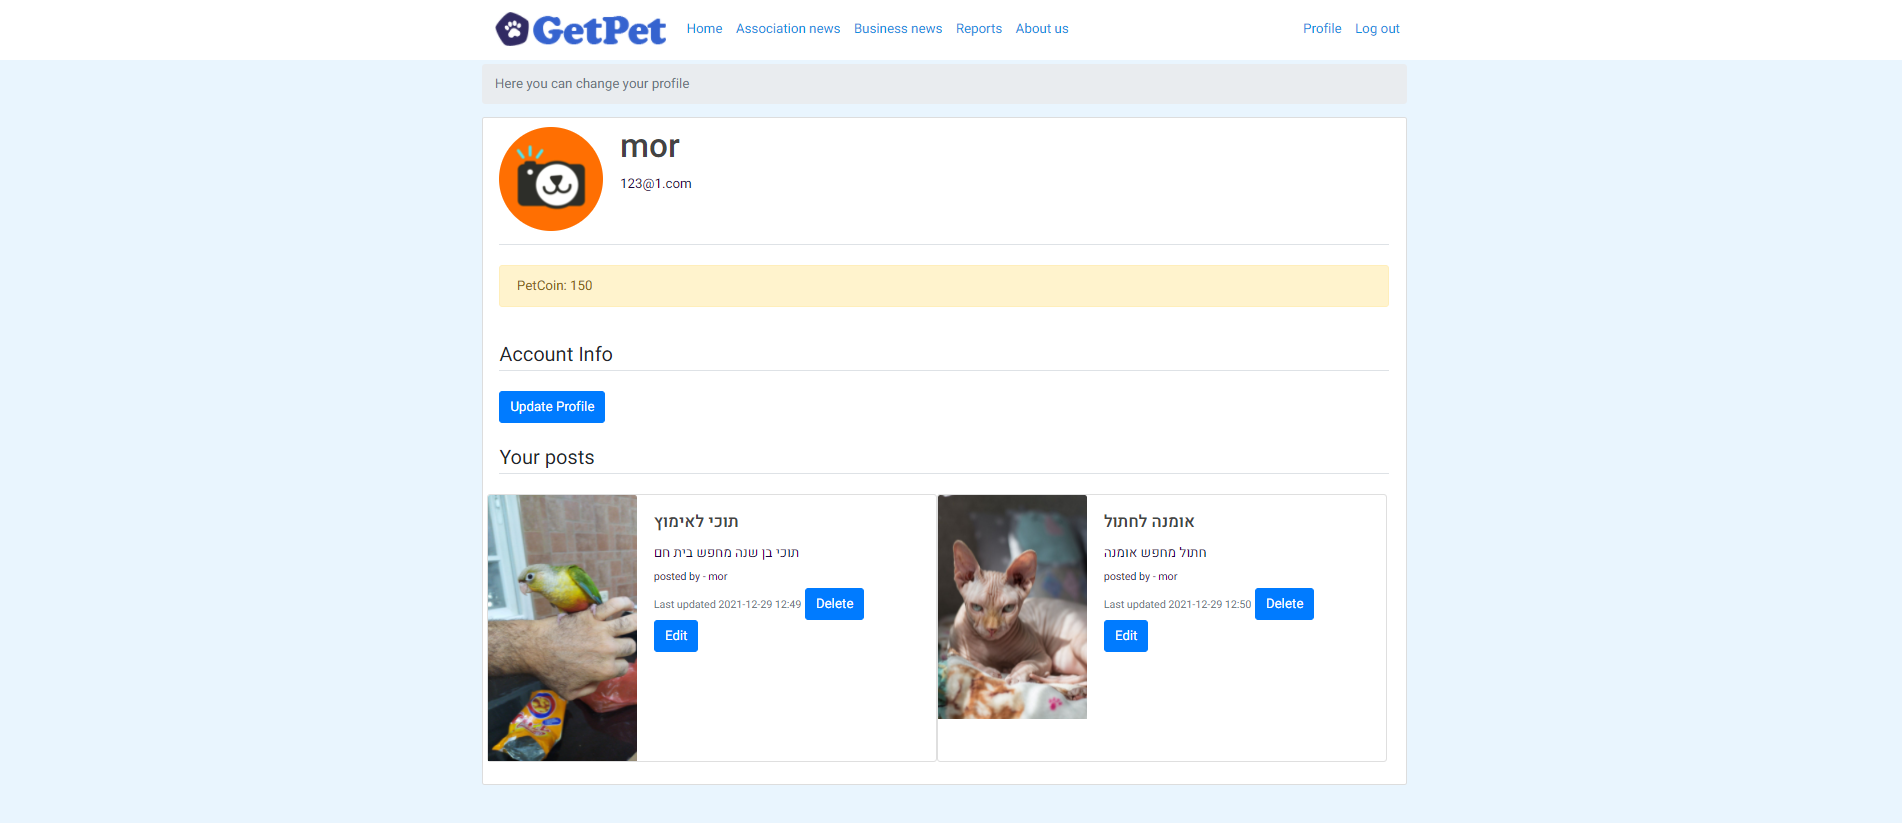 GetPet Home Association news Business news Reports About us Profile Log out
Here you can change your profile
mor
123@1.com
PetCoin: 150
Account Info
Update Profile
Your posts
תוכי לאימוץ
תוכי בן שנה מחפש בית חם
posted by - mor
Last updated 2021-12-29 12:49 Delete
Edit
אומנה לחתול
חתול מחפש אומנה
posted by - mor
Last updated 2021-12-29 12:50 Delete
Edit